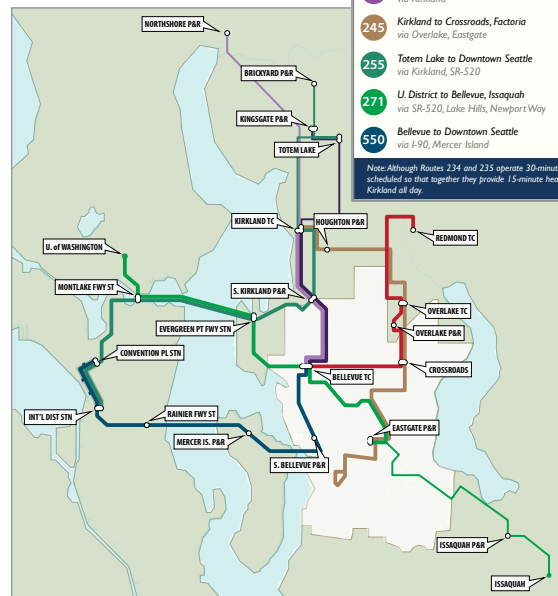 via Kirkland
245
Kirkland to Crossroads, Factoria
via Overlake, Eastgate
255
Totem Lake to Downtown Seattle
via Kirkland, SR-520
271
U. District to Bellevue, Issaquah
via SR-520, Lake Hills, Newport Way
550
Bellevue to Downtown Seattle
via I-90, Mercer Island
Note: Although Routes 234 and 235 operate 30-minut
scheduled so that together they provide 15-minute hea
Kirkland all day.
NORTHSHORE P&R
BRICKYARD P&R
KINGSGATE P&R
TOTEM LAKE
KIRKLAND TC
HOUGHTON P&R
REDMOND TC
U. of WASHINGTON
MONTLAKE FWY ST
S. KIRKLAND P&R
OVERLAKE TC
EVERGREEN PT FWY STN
OVERLAKE P&R
CONVENTION PL STN
CROSSROADS
BELLEVUE TC
INT'L DIST STN
RAINIER FWY ST
EASTGATE P&R
MERCER IS. P&R
S. BELLEVUE P&R
ISSAQUAH P&R
ISSAQUAH